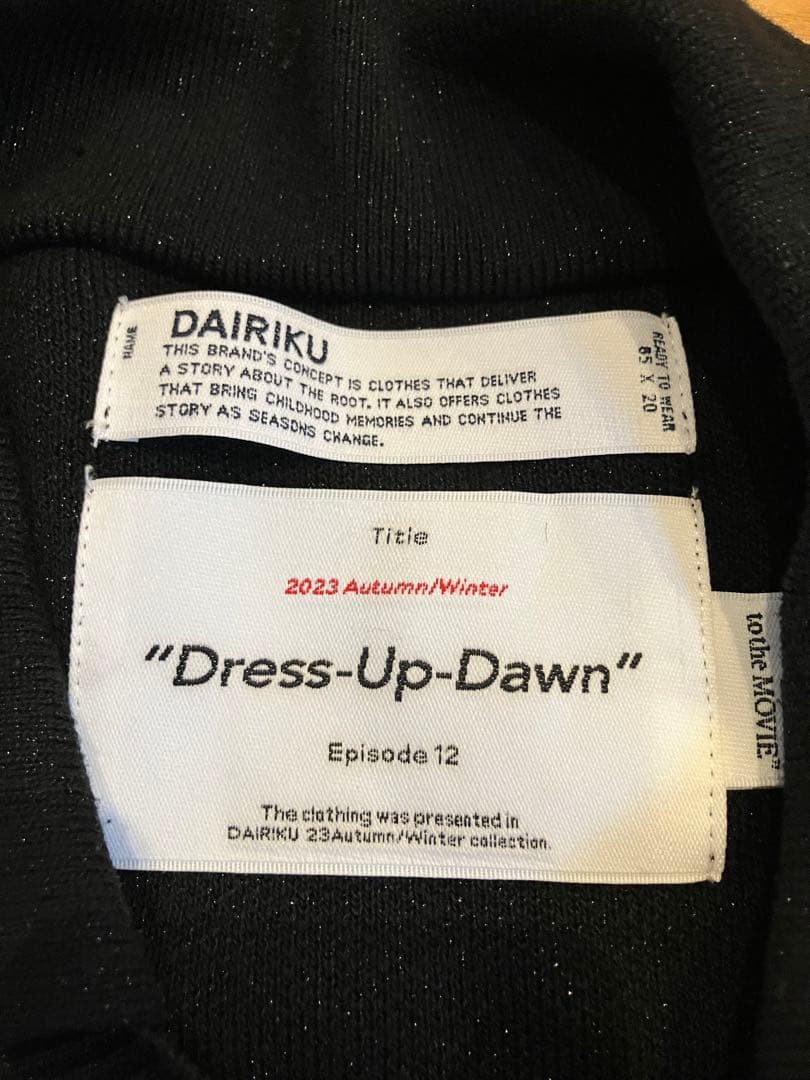 NAME
DAIRIKU
THIS BRAND'S CONCEPT IS CLOTHES THAT DELIVER
A STORY ABOUT THE ROOT. IT ALSO OFFERS CLOTHES
THAT BRING CHILDHOOD MEMORIES AND CONTINUE THE
STORY AS SEASONS CHANGE.
READY TO WEAR
65 X 20
Title
2023 Autumn/Winter
"Dress-Up-Dawn"
Episode 12
The clothing was presented in
DAIRIKU 23Autumn/Winter collection.
to the MOVIE."